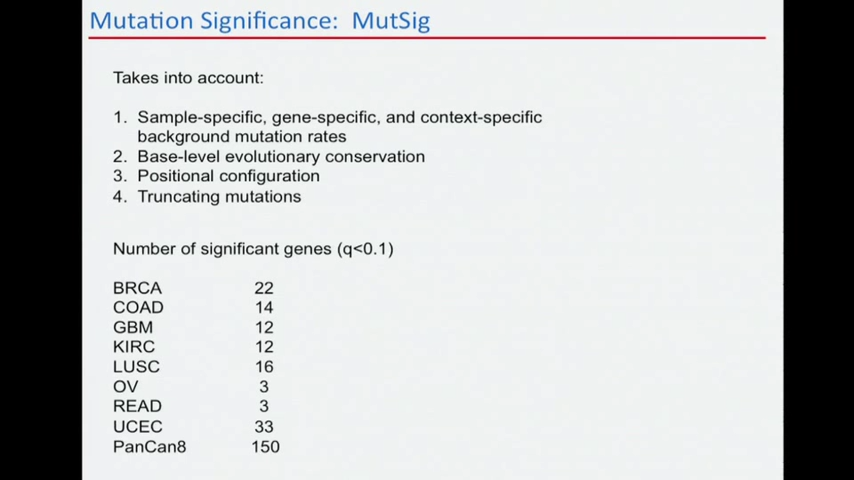 Mutation Significance: MutSig
Takes into account:
1. Sample-specific, gene-specific, and context-specific
background mutation rates
2. Base-level evolutionary conservation
3. Positional configuration
4. Truncating mutations
Number of significant genes (q<0.1)
BRCA 22
COAD 14
GBM 12
KIRC 12
LUSC 16
OV 3
READ 3
UCEC 33
PanCan8 150